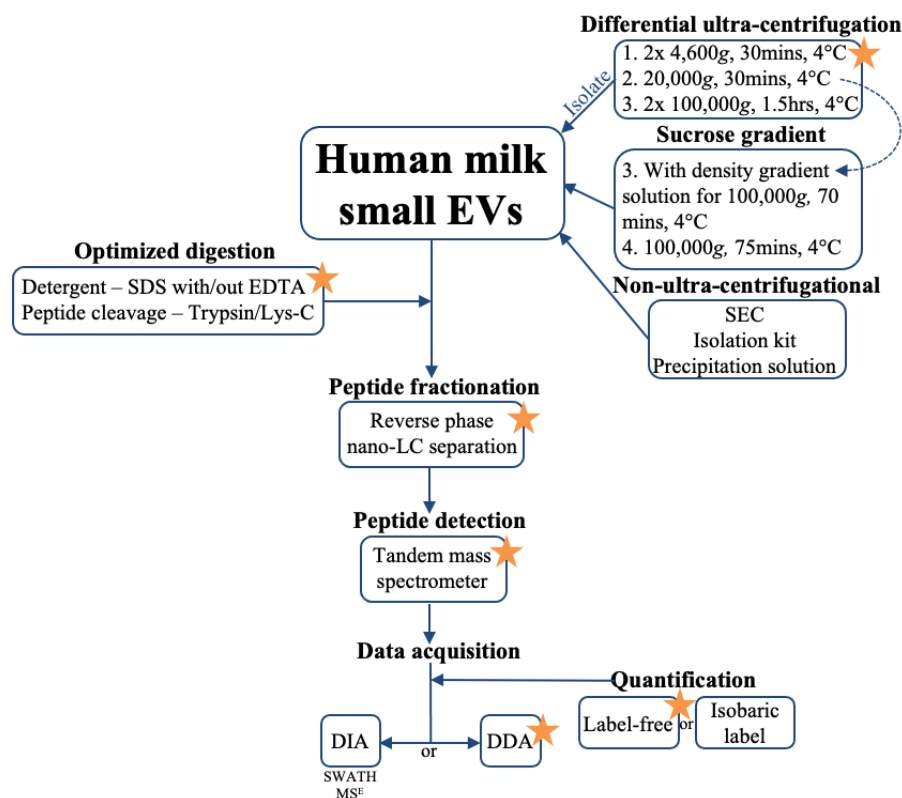 Differential ultra-centrifugation
1. 2x 4,600g, 30mins, 4°C
2. 20,000g, 30mins, 4°C
3. 2x 100,000g, 1.5hrs, 4°C
Isolate
Sucrose gradient
3. With density gradient
solution for 100,000g, 70
mins, 4°C
4. 100,000g, 75mins, 4°C
Human milk
small EVs
Non-ultra-centrifugational
SEC
Isolation kit
Precipitation solution
Optimized digestion
Detergent – SDS with/out EDTA
Peptide cleavage – Trypsin/Lys-C
Peptide fractionation
Reverse phase
nano-LC separation
Peptide detection
Tandem mass
spectrometer
Data acquisition
Quantification
Label-free
or
Isobaric
label
DIA
or
DDA
SWATH
MSᴱ